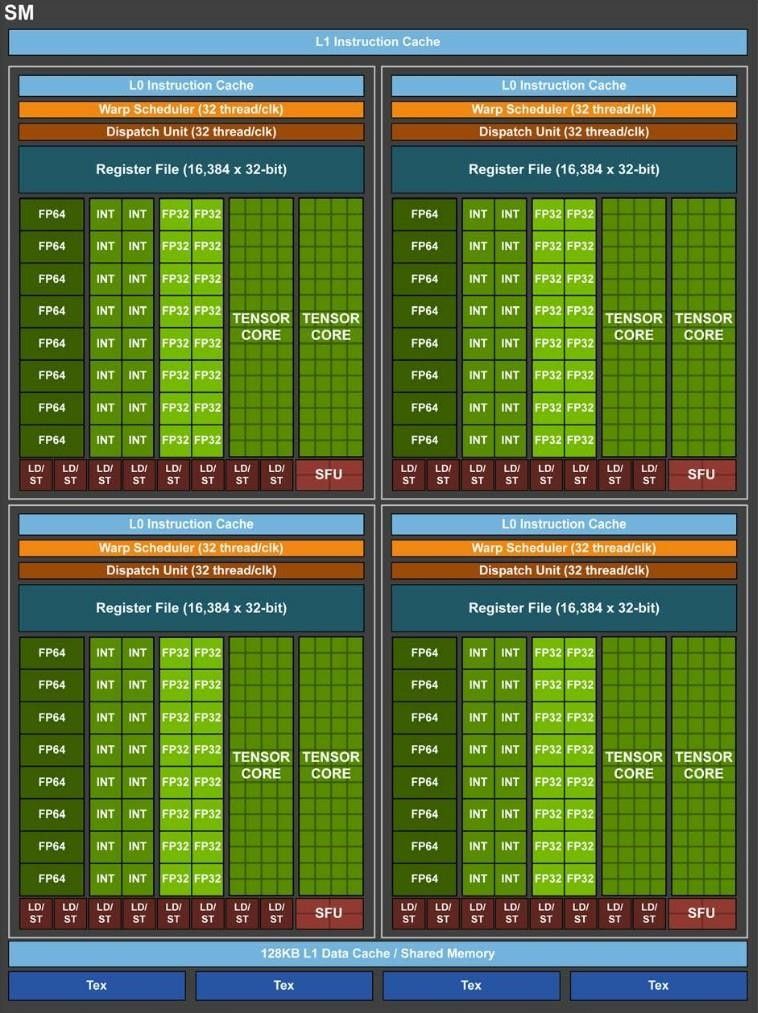 SM
L1 Instruction Cache
L0 Instruction Cache
Warp Scheduler (32 thread/clk)
Dispatch Unit (32 thread/clk)
Register File (16,384 x 32-bit)
FP64 INT INT FP32 FP32
FP64 INT INT FP32 FP32
FP64 INT INT FP32 FP32
FP64 INT INT FP32 FP32 TENSOR CORE TENSOR CORE
FP64 INT INT FP32 FP32
FP64 INT INT FP32 FP32
FP64 INT INT FP32 FP32
FP64 INT INT FP32 FP32
LD/ST LD/ST LD/ST LD/ST LD/ST LD/ST LD/ST LD/ST SFU
L0 Instruction Cache
Warp Scheduler (32 thread/clk)
Dispatch Unit (32 thread/clk)
Register File (16,384 x 32-bit)
FP64 INT INT FP32 FP32
FP64 INT INT FP32 FP32
FP64 INT INT FP32 FP32
FP64 INT INT FP32 FP32 TENSOR CORE TENSOR CORE
FP64 INT INT FP32 FP32
FP64 INT INT FP32 FP32
FP64 INT INT FP32 FP32
FP64 INT INT FP32 FP32
LD/ST LD/ST LD/ST LD/ST LD/ST LD/ST LD/ST LD/ST SFU
L0 Instruction Cache
Warp Scheduler (32 thread/clk)
Dispatch Unit (32 thread/clk)
Register File (16,384 x 32-bit)
FP64 INT INT FP32 FP32
FP64 INT INT FP32 FP32
FP64 INT INT FP32 FP32
FP64 INT INT FP32 FP32 TENSOR CORE TENSOR CORE
FP64 INT INT FP32 FP32
FP64 INT INT FP32 FP32
FP64 INT INT FP32 FP32
FP64 INT INT FP32 FP32
LD/ST LD/ST LD/ST LD/ST LD/ST LD/ST LD/ST LD/ST SFU
L0 Instruction Cache
Warp Scheduler (32 thread/clk)
Dispatch Unit (32 thread/clk)
Register File (16,384 x 32-bit)
FP64 INT INT FP32 FP32
FP64 INT INT FP32 FP32
FP64 INT INT FP32 FP32
FP64 INT INT FP32 FP32 TENSOR CORE TENSOR CORE
FP64 INT INT FP32 FP32
FP64 INT INT FP32 FP32
FP64 INT INT FP32 FP32
FP64 INT INT FP32 FP32
LD/ST LD/ST LD/ST LD/ST LD/ST LD/ST LD/ST LD/ST SFU
128KB L1 Data Cache / Shared Memory
Tex Tex Tex Tex